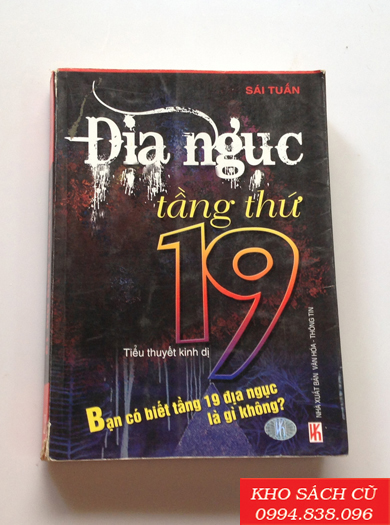 SÁI TUẤN
Địa ngục
tầng thứ
19
Tiểu thuyết kinh dị
Bạn có biết tầng 19 địa ngục
là gì không?
NHÀ XUẤT BẢN VĂN HÓA - THÔNG TIN
KHO SÁCH CŨ
0994.838.096